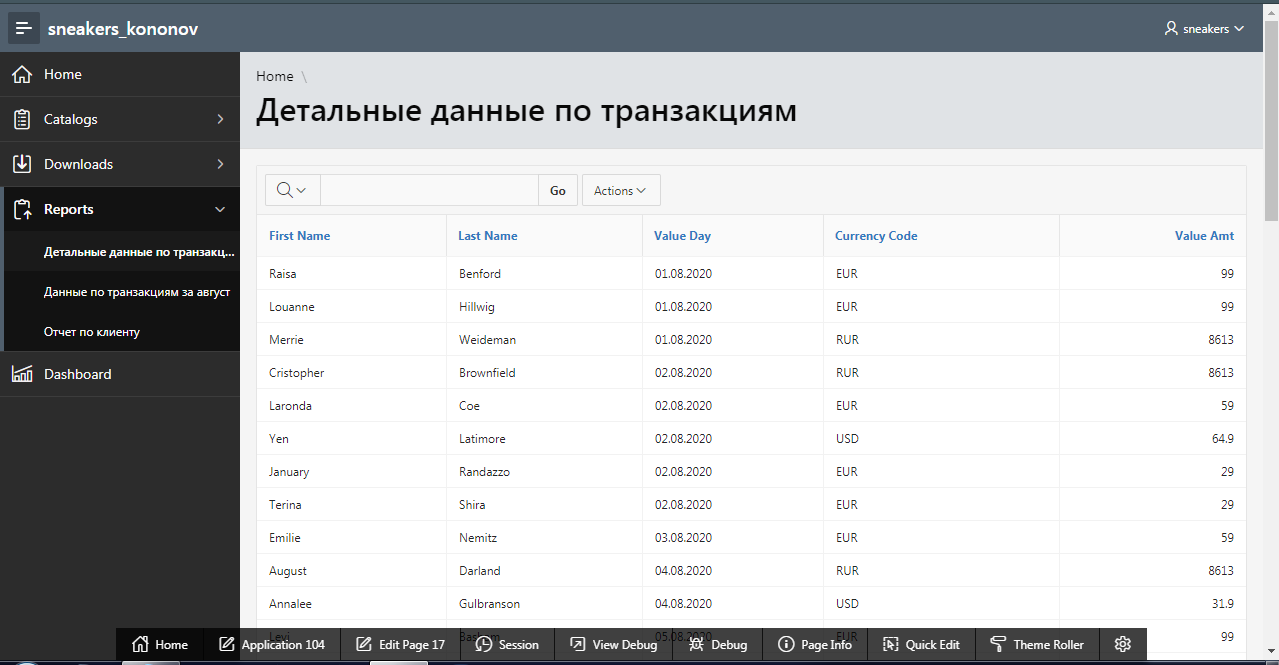 sneakers_kononov
sneakers
Home
Catalogs
Downloads
Reports
Детальные данные по транзакц...
Данные по транзакциям за август
Отчет по клиенту
Dashboard
Home \
Детальные данные по транзакциям
Go Actions
First Name Last Name Value Day Currency Code Value Amt
Raisa Benford 01.08.2020 EUR 99
Louanne Hillwig 01.08.2020 EUR 99
Merrie Weideman 01.08.2020 RUR 8613
Cristopher Brownfield 02.08.2020 RUR 8613
Laronda Coe 02.08.2020 EUR 59
Yen Latimore 02.08.2020 USD 64.9
January Randazzo 02.08.2020 EUR 29
Terina Shira 02.08.2020 EUR 29
Emilie Nemitz 03.08.2020 EUR 59
August Darland 04.08.2020 RUR 8613
Annalee Gulbranson 04.08.2020 USD 31.9
Levi 05.08.2020 EUR 99
Home Application 104 Edit Page 17 Session View Debug Debug Page Info Quick Edit Theme Roller